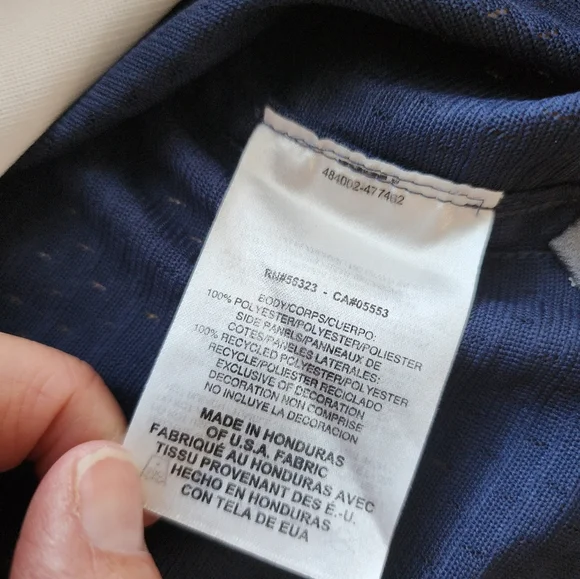 484002-477482
RN#56323 - CA#05553
BODY/CORPS/CUERPO:
100% POLYESTER/POLYESTER/POLIESTER
SIDE PANELS/PANNEAUX DE
COTES/PANELES LATERALES:
100% RECYCLED POLYESTER/POLYESTER
RECYCLE/POLIESTER RECICLADO
EXCLUSIVE OF DECORATION
DECORATION NON COMPRISE
NO INCLUYE LA DECORACION
MADE IN HONDURAS
OF U.S.A. FABRIC
FABRIQUÉ AU HONDURAS AVEC
TISSU PROVENANT DES É.-U.
HECHO EN HONDURAS
CON TELA DE EUA